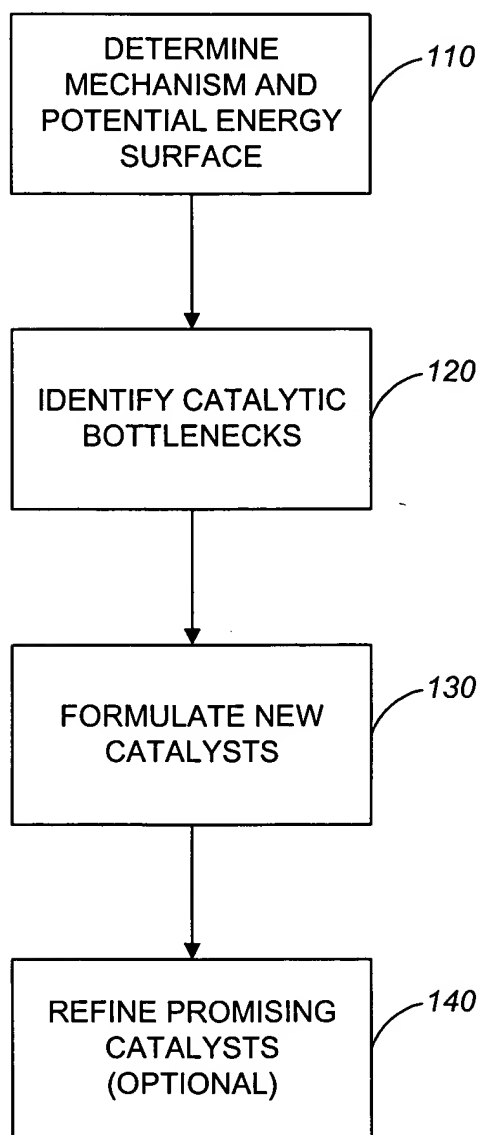 DETERMINE
MECHANISM AND
POTENTIAL ENERGY
SURFACE
110
IDENTIFY CATALYTIC
BOTTLENECKS
120
FORMULATE NEW
CATALYSTS
130
REFINE PROMISING
CATALYSTS
(OPTIONAL)
140